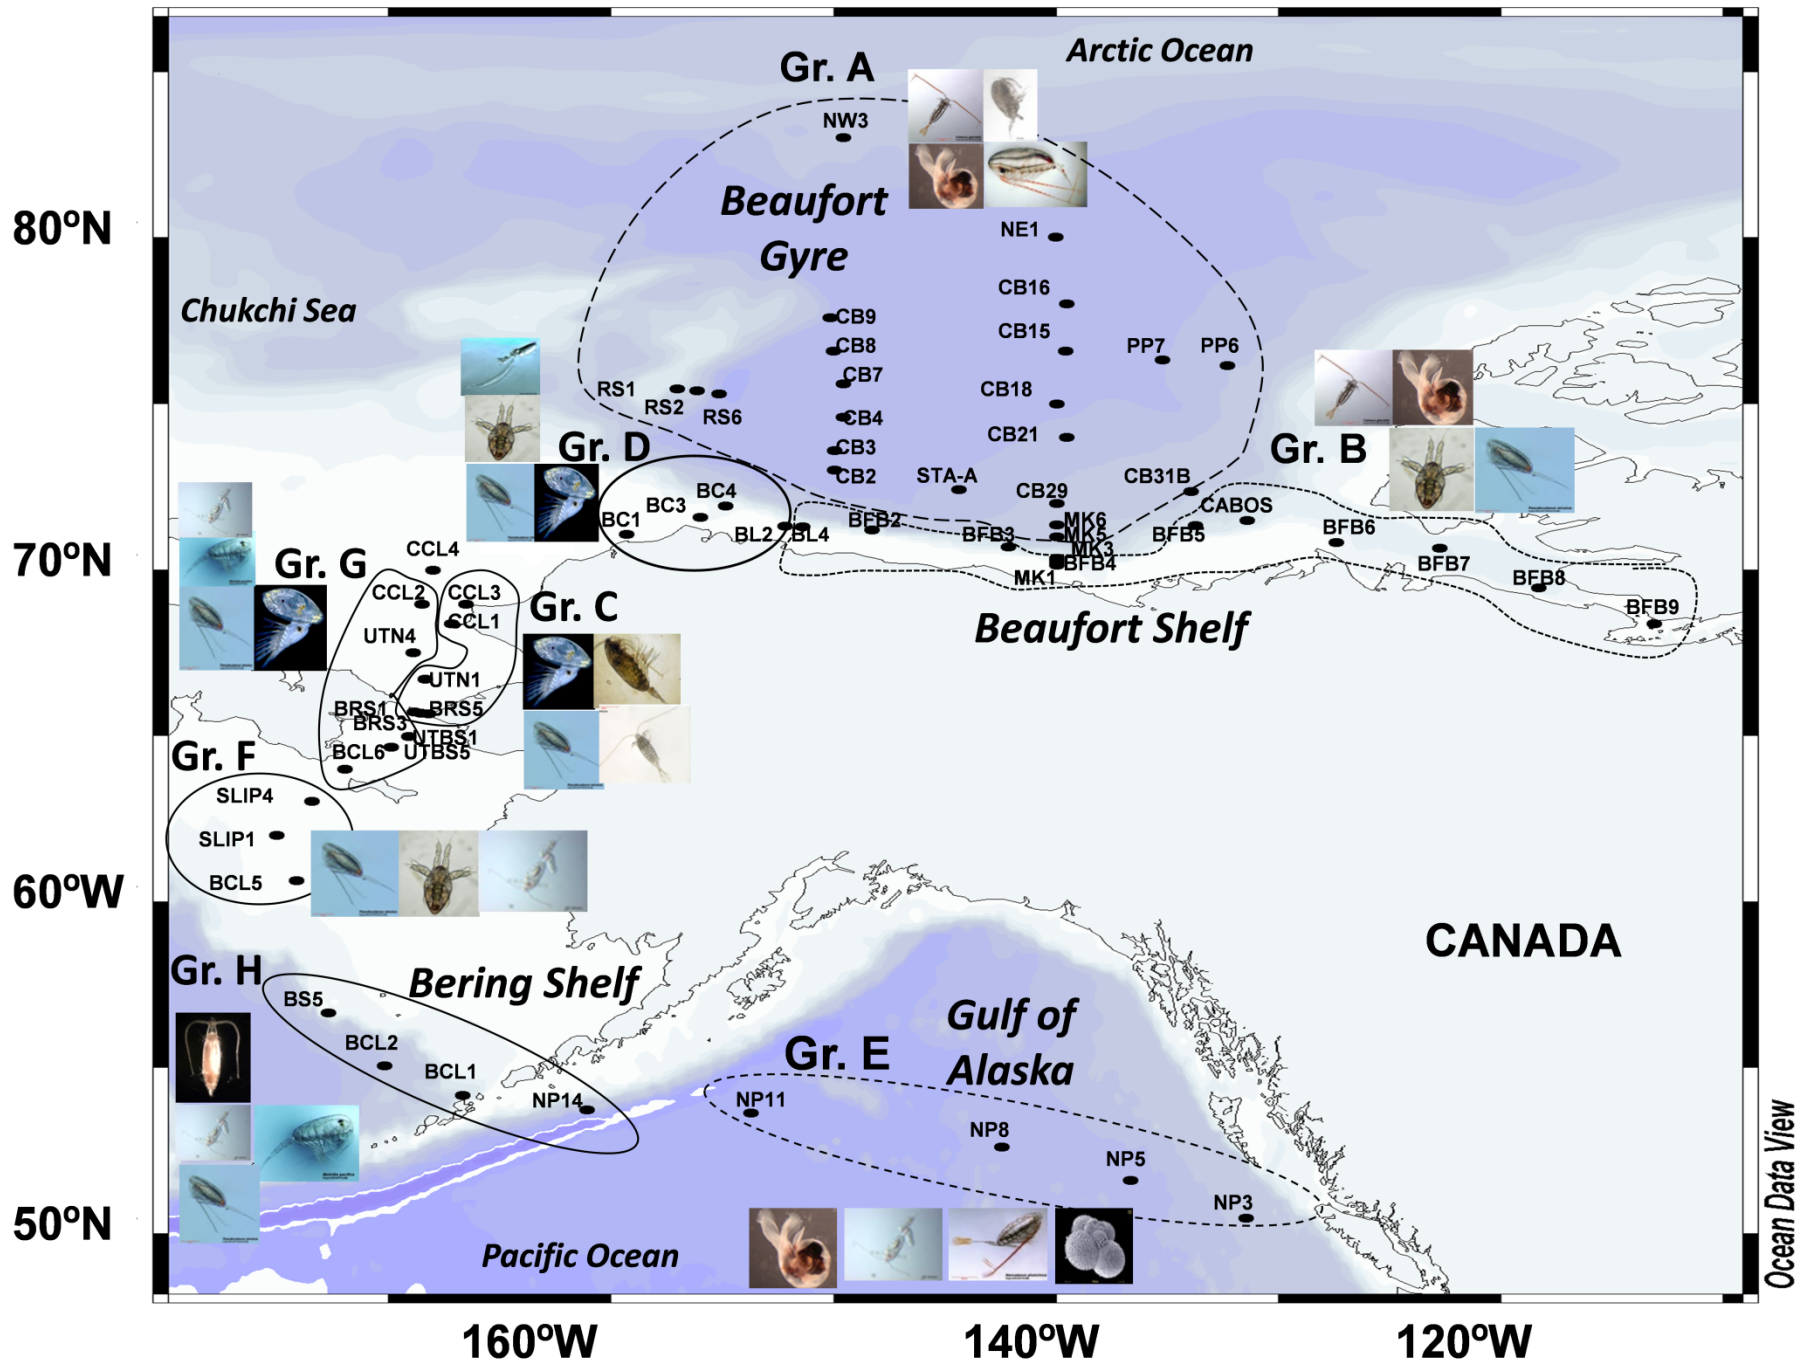 Arctic Ocean
Gr. A
NW3
Beaufort
Gyre
80ºN
NE1
CB16
Chukchi Sea
CB9
CB15
CB8
PP7
PP6
CB7
RS1
RS2
RS6
CB18
CB4
CB21
CB3
Gr. D
Gr. B
CB2
STA-A
CB31B
CB29
CABOS
BC4
BC3
BC1
BL2
BL4
BFB2
BFB3
MK6
MK5
MK3
BFB4
MK1
BFB5
BFB6
BFB7
BFB8
BFB9
70ºN
CCL4
Gr. G
CCL2
CCL3
CCL1
Gr. C
UTN4
Beaufort Shelf
UTN1
BRS1
BRS5
BRS3
NTBS1
BCL6
UTBS5
Gr. F
SLIP4
SLIP1
BCL5
60ºW
CANADA
Gr. H
Bering Shelf
BS5
Gulf of
Alaska
BCL2
Gr. E
BCL1
NP14
NP11
NP8
NP5
NP3
50ºN
Pacific Ocean
Ocean Data View
160ºW
140ºW
120ºW